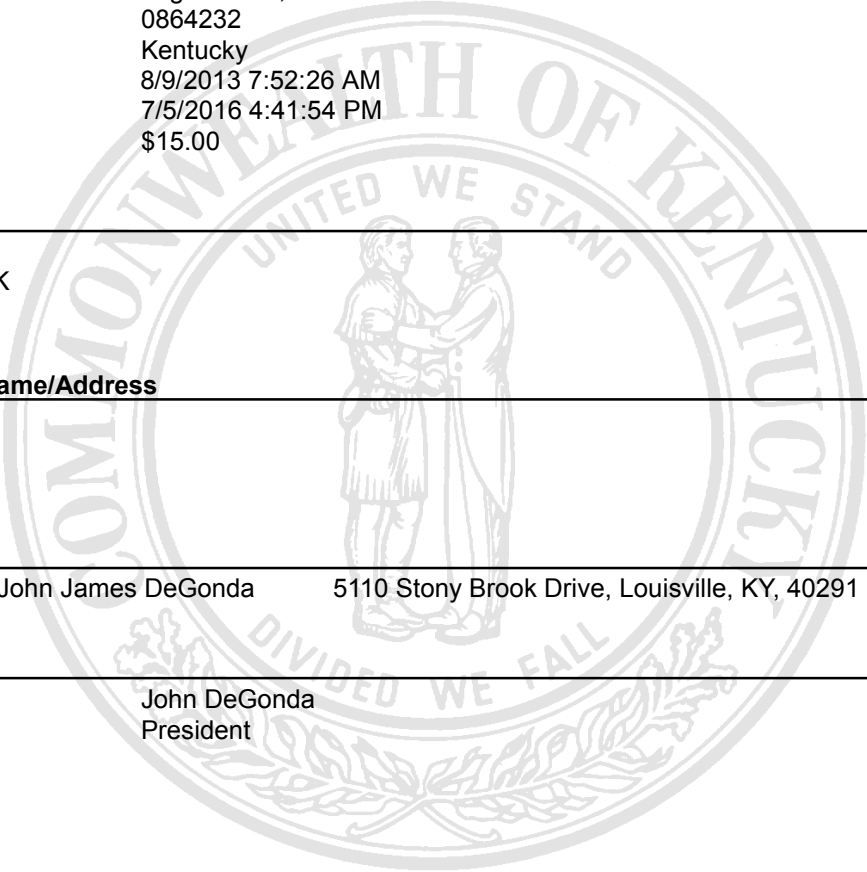 0864232
Kentucky
8/9/2013 7:52:26 AM
7/5/2016 4:41:54 PM
$15.00
COMMONWEALTH OF KENTUCKY
UNITED WE STAND
K
ame/Address
John James DeGonda 5110 Stony Brook Drive, Louisville, KY, 40291
DIVIDED WE FALL
John DeGonda
President